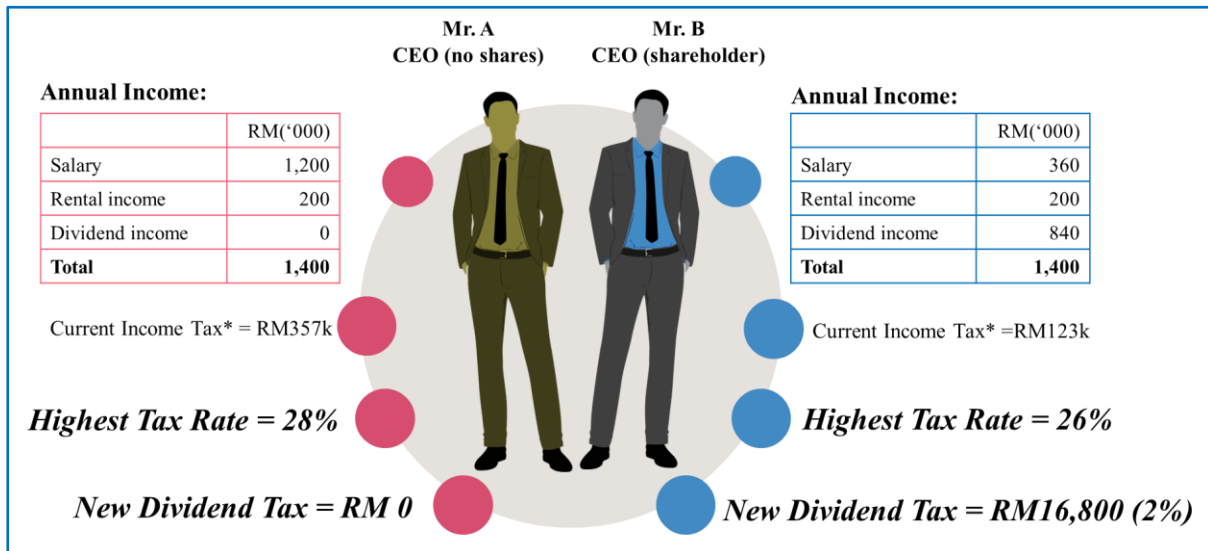 Mr. A
CEO (no shares)
Mr. B
CEO (shareholder)
Annual Income:
RM(‘000)
Salary 1,200
Rental income 200
Dividend income 0
Total 1,400
Current Income Tax* = RM357k
Highest Tax Rate = 28%
New Dividend Tax = RM 0
Annual Income:
RM(‘000)
Salary 360
Rental income 200
Dividend income 840
Total 1,400
Current Income Tax* =RM123k
Highest Tax Rate = 26%
New Dividend Tax = RM16,800 (2%)